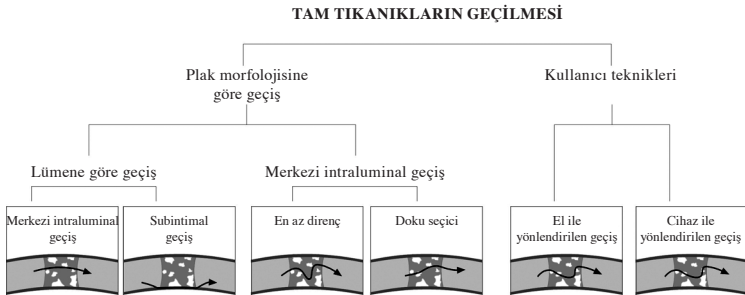 TAM TIKANIKLARIN GEÇİLMESİ
Plak morfolojisine
göre geçiş
Kullanıcı teknikleri
Lümene göre geçiş
Merkezi intraluminal geçiş
Merkezi intraluminal
geçiş
Subintimal
geçiş
En az direnç
Doku seçici
El ile
yönlendirilen geçiş
Cihaz ile
yönlendirilen geçiş